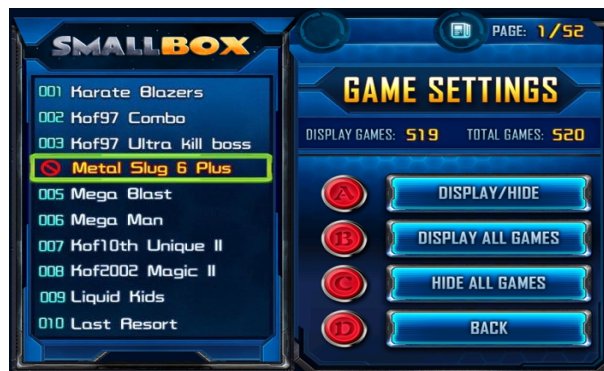 SMALLBOX
001 Karate Blazers
002 Kof97 Combo
003 Kof97 Ultra kill boss
Metal Slug 6 Plus
005 Mega Blast
006 Mega Man
007 Kof10th Unique II
008 Kof2002 Magic II
009 Liquid Kids
010 Last Resort
PAGE: 1/52
GAME SETTINGS
DISPLAY GAMES: 519 TOTAL GAMES: 520
A DISPLAY/HIDE
B DISPLAY ALL GAMES
C HIDE ALL GAMES
D BACK